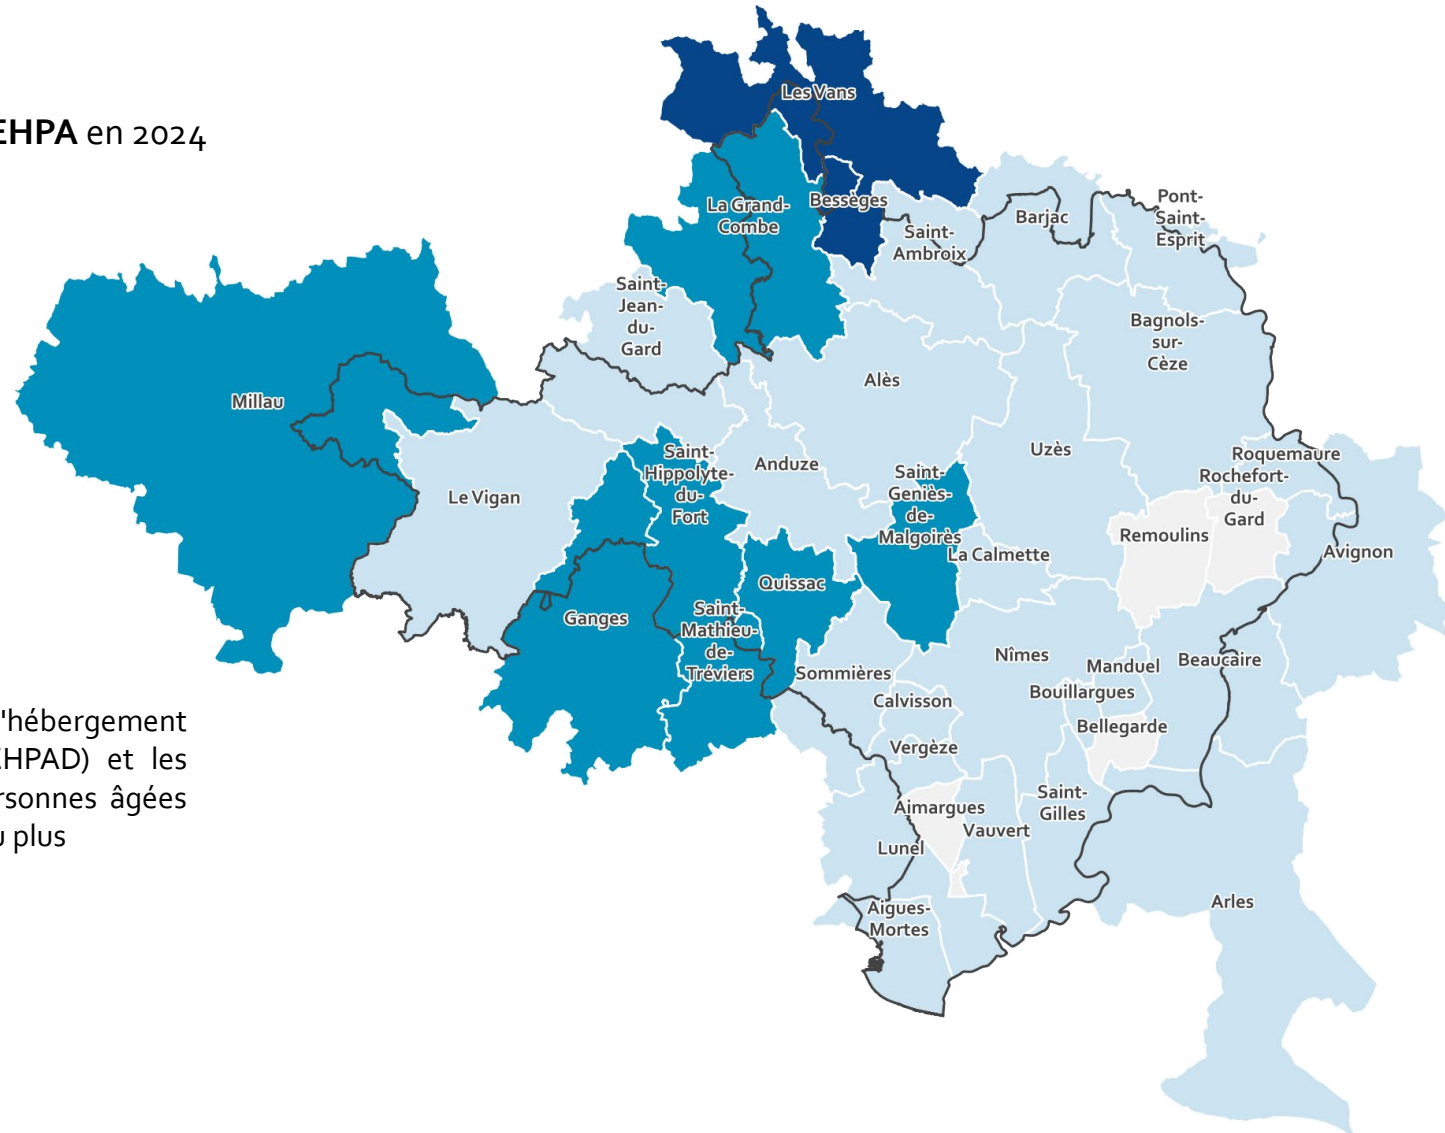 EHPA en 2024
Les Vans
La Grand-
Combe
Bessèges
Saint-
Ambroix
Barjac
Pont-
Saint-
Esprit
Saint-
Jean-
du-
Gard
Bagnols-
sur-
Cèze
Millau
Alès
Le Vigan
Saint-
Hippolyte-
du-
Fort
Anduze
Saint-
Geniès-
de-
Malgoirès
Uzès
Roquemaure
Rochefort-
du-
Gard
Remoulins
La Calmette
Avignon
Quissac
Ganges
Saint-
Mathieu-
de-
Tréviers
Sommières
Nîmes
Manduel
Beaucaire
Bouillargues
Calvisson
Bellegarde
Vergèze
'hébergement
EHPAD) et les
ersonnes âgées
u plus
Aimargues
Saint-
Gilles
Vauvert
Lunel
Aigues-
Mortes
Arles